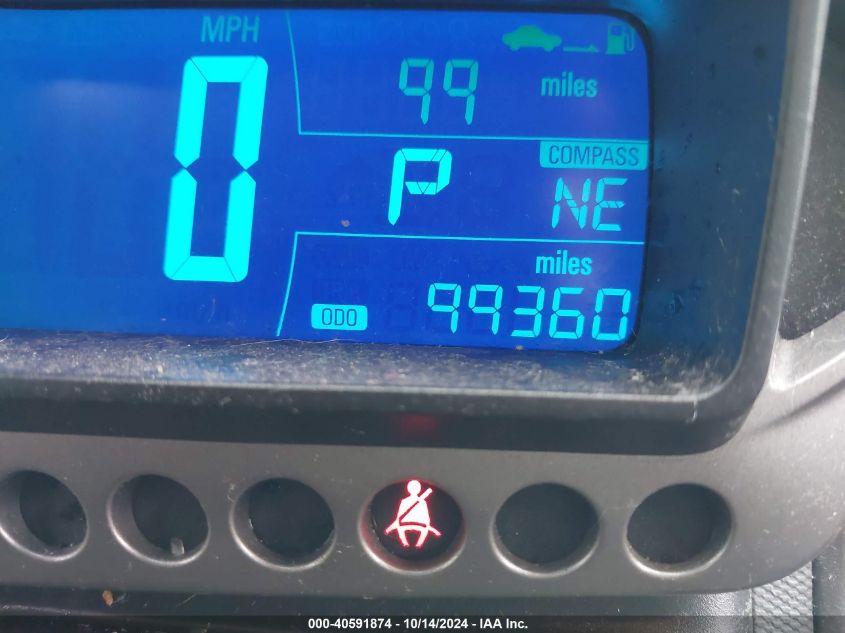 MPH
0
99 miles
COMPASS
P NE
miles
ODO 99360
000-40591874 - 10/14/2024 - IAA Inc.